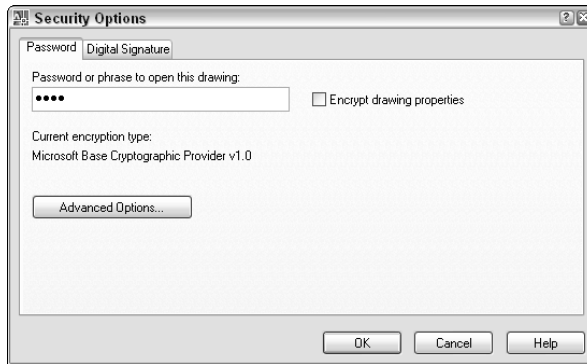 Security Options
Password
Digital Signature
Password or phrase to open this drawing:
••••
Encrypt drawing properties
Current encryption type:
Microsoft Base Cryptographic Provider v1.0
Advanced Options...
OK
Cancel
Help